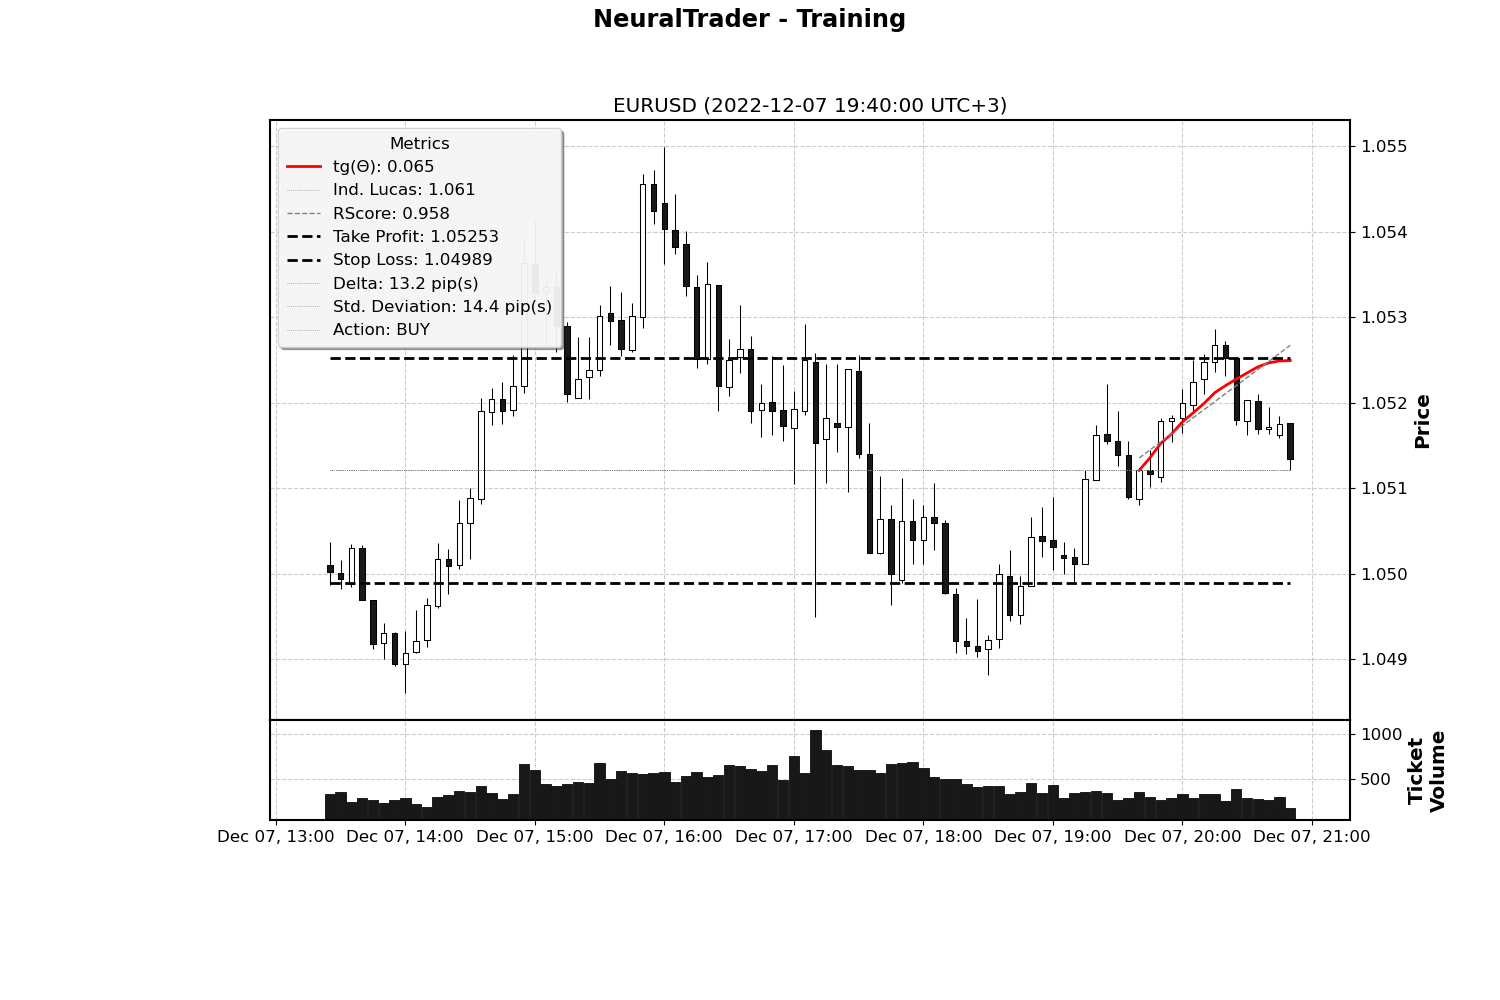 NeuralTrader - Training
EURUSD (2022-12-07 19:40:00 UTC+3)
Metrics
tg(Θ): 0.065
Ind. Lucas: 1.061
RScore: 0.958
Take Profit: 1.05253
Stop Loss: 1.04989
Delta: 13.2 pip(s)
Std. Deviation: 14.4 pip(s)
Action: BUY
1.055
1.054
1.053
1.052
1.051
1.050
1.049
Price
1000
500
Ticket
Volume
Dec 07, 13:00
Dec 07, 14:00
Dec 07, 15:00
Dec 07, 16:00
Dec 07, 17:00
Dec 07, 18:00
Dec 07, 19:00
Dec 07, 20:00
Dec 07, 21:00